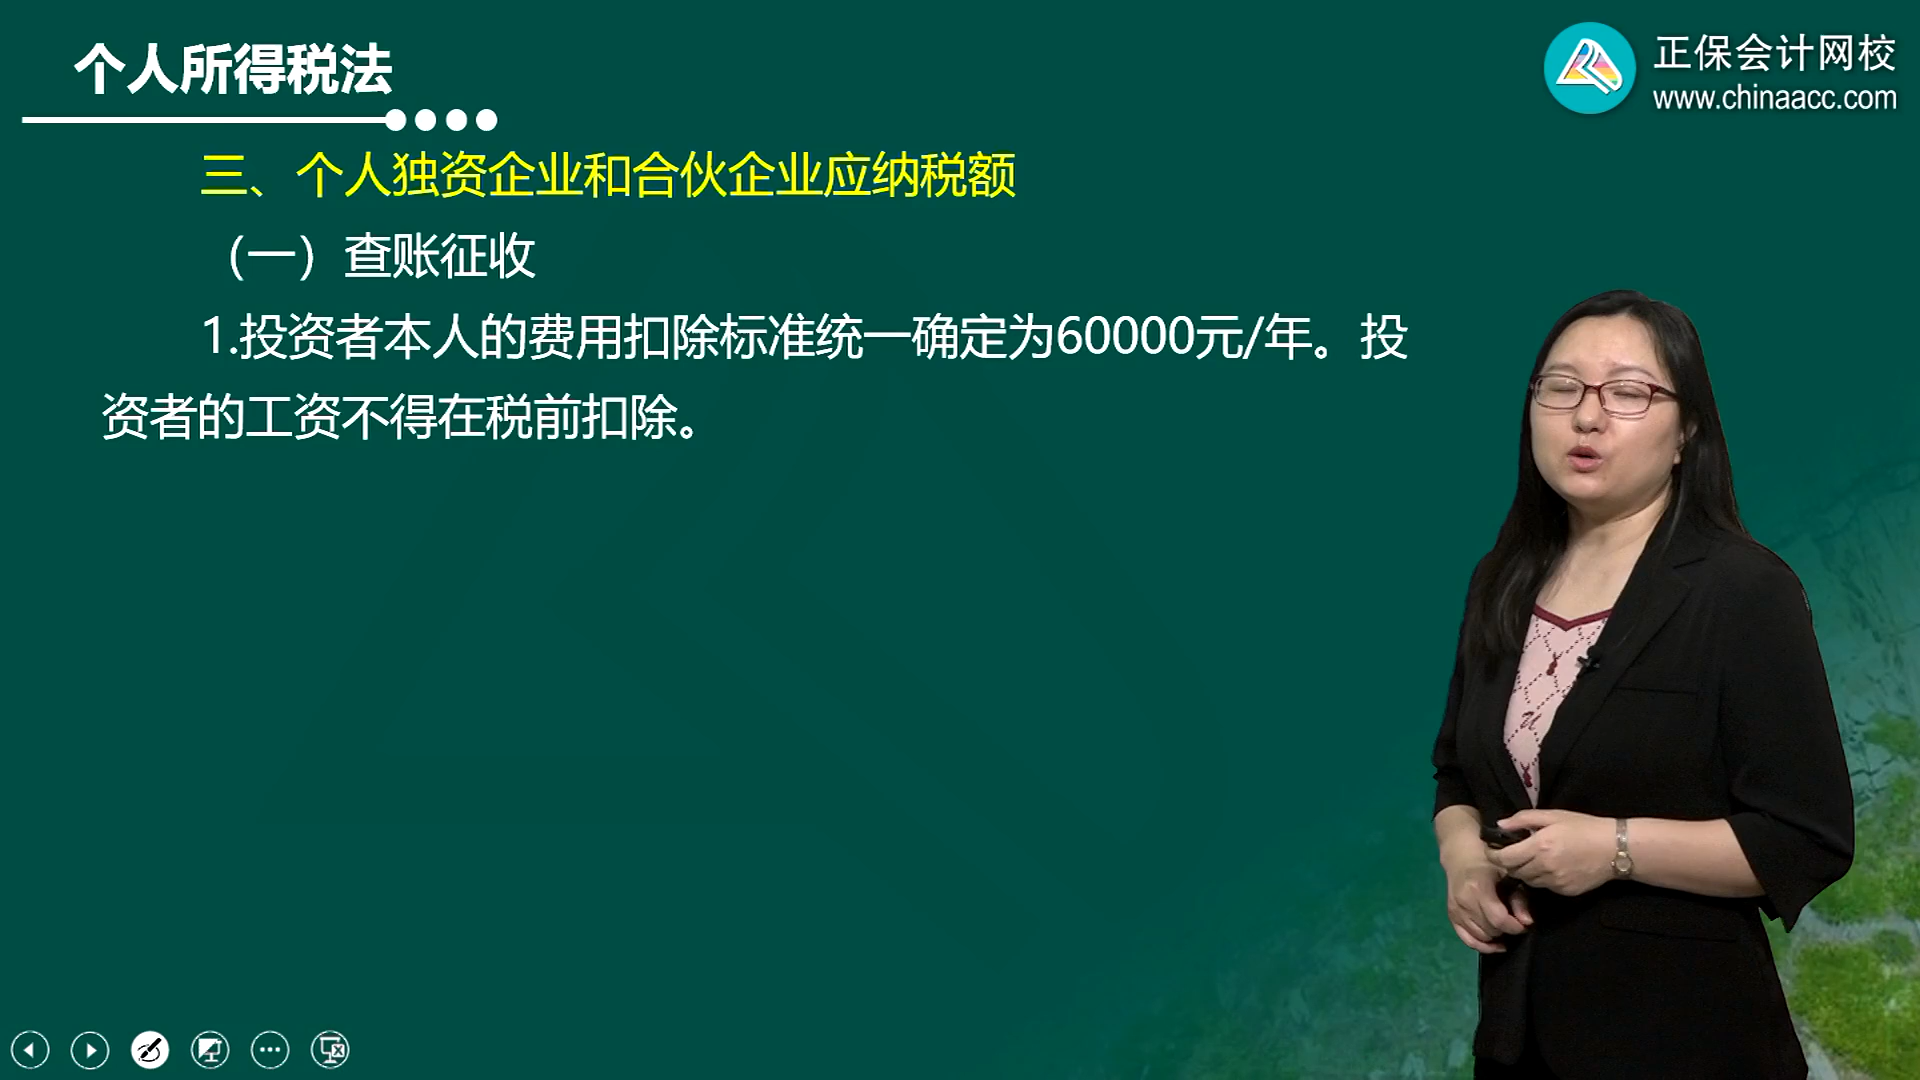 个人所得税法
正保会计网校
www.chinaacc.com
三、个人独资企业和合伙企业应纳税额
（一）查账征收
1.投资者本人的费用扣除标准统一确定为60000元/年。投
资者的工资不得在税前扣除。